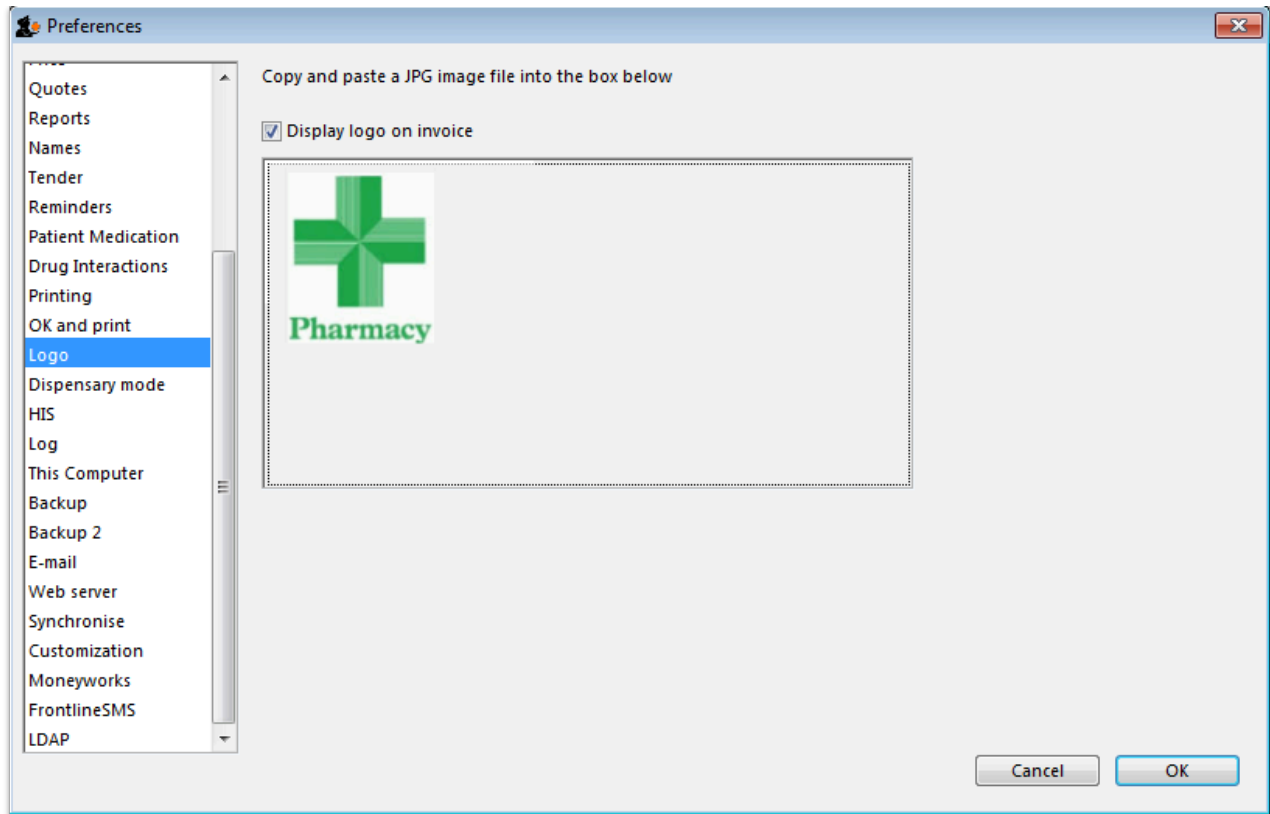 Preferences
Quotes
Reports
Names
Tender
Reminders
Patient Medication
Drug Interactions
Printing
OK and print
Logo
Dispensary mode
HIS
Log
This Computer
Backup
Backup 2
E-mail
Web server
Synchronise
Customization
Moneyworks
FrontlineSMS
LDAP
Copy and paste a JPG image file into the box below
Display logo on invoice
Pharmacy
Cancel
OK